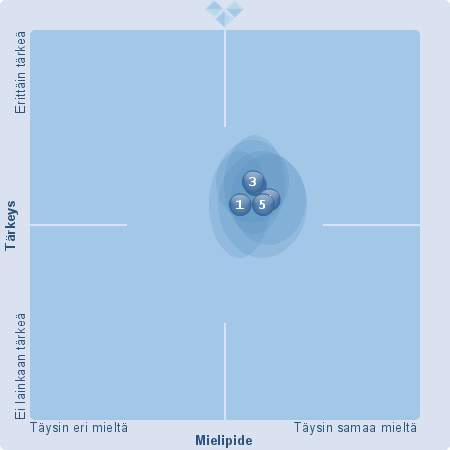 Erittäin tärkeä
Tärkeys
Ei lainkaan tärkeä
3
1
5
Täysin eri mieltä
Täysin samaa mieltä
Mielipide